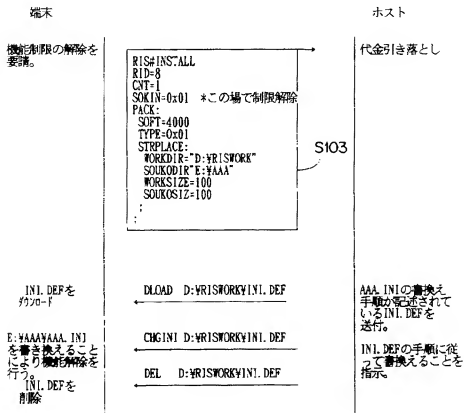 端末
ホスト
機能制限の解除を
要請。
代金引き落とし
RIS#INSTALL
RID=8
CNT=1
SOKIN=0x01 *この場で制限解除
PACK:
SOFT=4000
TYPE=0x01
STRPLACE:
WORKDIR="D:¥RISWORK"
SOUKODIR"E:¥AAA"
WORKSIZE=100
SOUKOSIZ=100
;
:
S103
INI.DEFを
ダウンロード
DLOAD D:¥RISWORK¥INI.DEF
AAA.INIの書換え
手順が記述されて
いるINI.DEFを
送付。
E:¥AAA¥AAA.INI
を書き換えること
により機能解除を
行う。
CHGINI D:¥RISWORK¥INI.DEF
INI.DEFの手順に従
って書換えることを
指示。
INI.DEFを
削除
DEL D:¥RISWORK¥INI.DEF